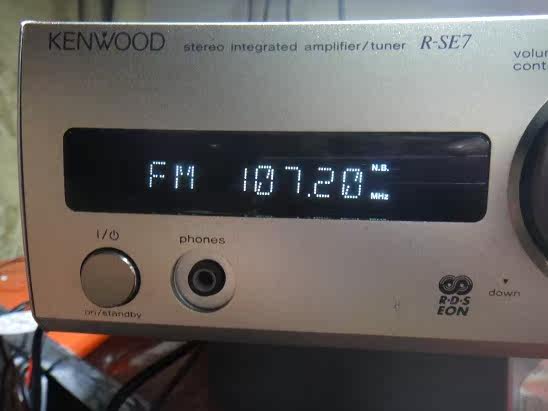 KENWOOD stereo integrated amplifier/tuner R-SE7
FM 107.20 MHz
N.B.
I/⏻
phones
on/standby
R·D·S
EON
down